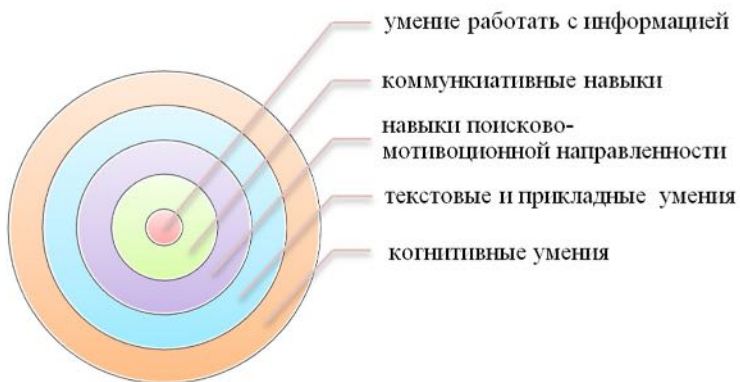 умение работать с информацией
коммункиативные навыки
навыки поисково-
мотивоционной направленности
текстовые и прикладные умения
когнитивные умения